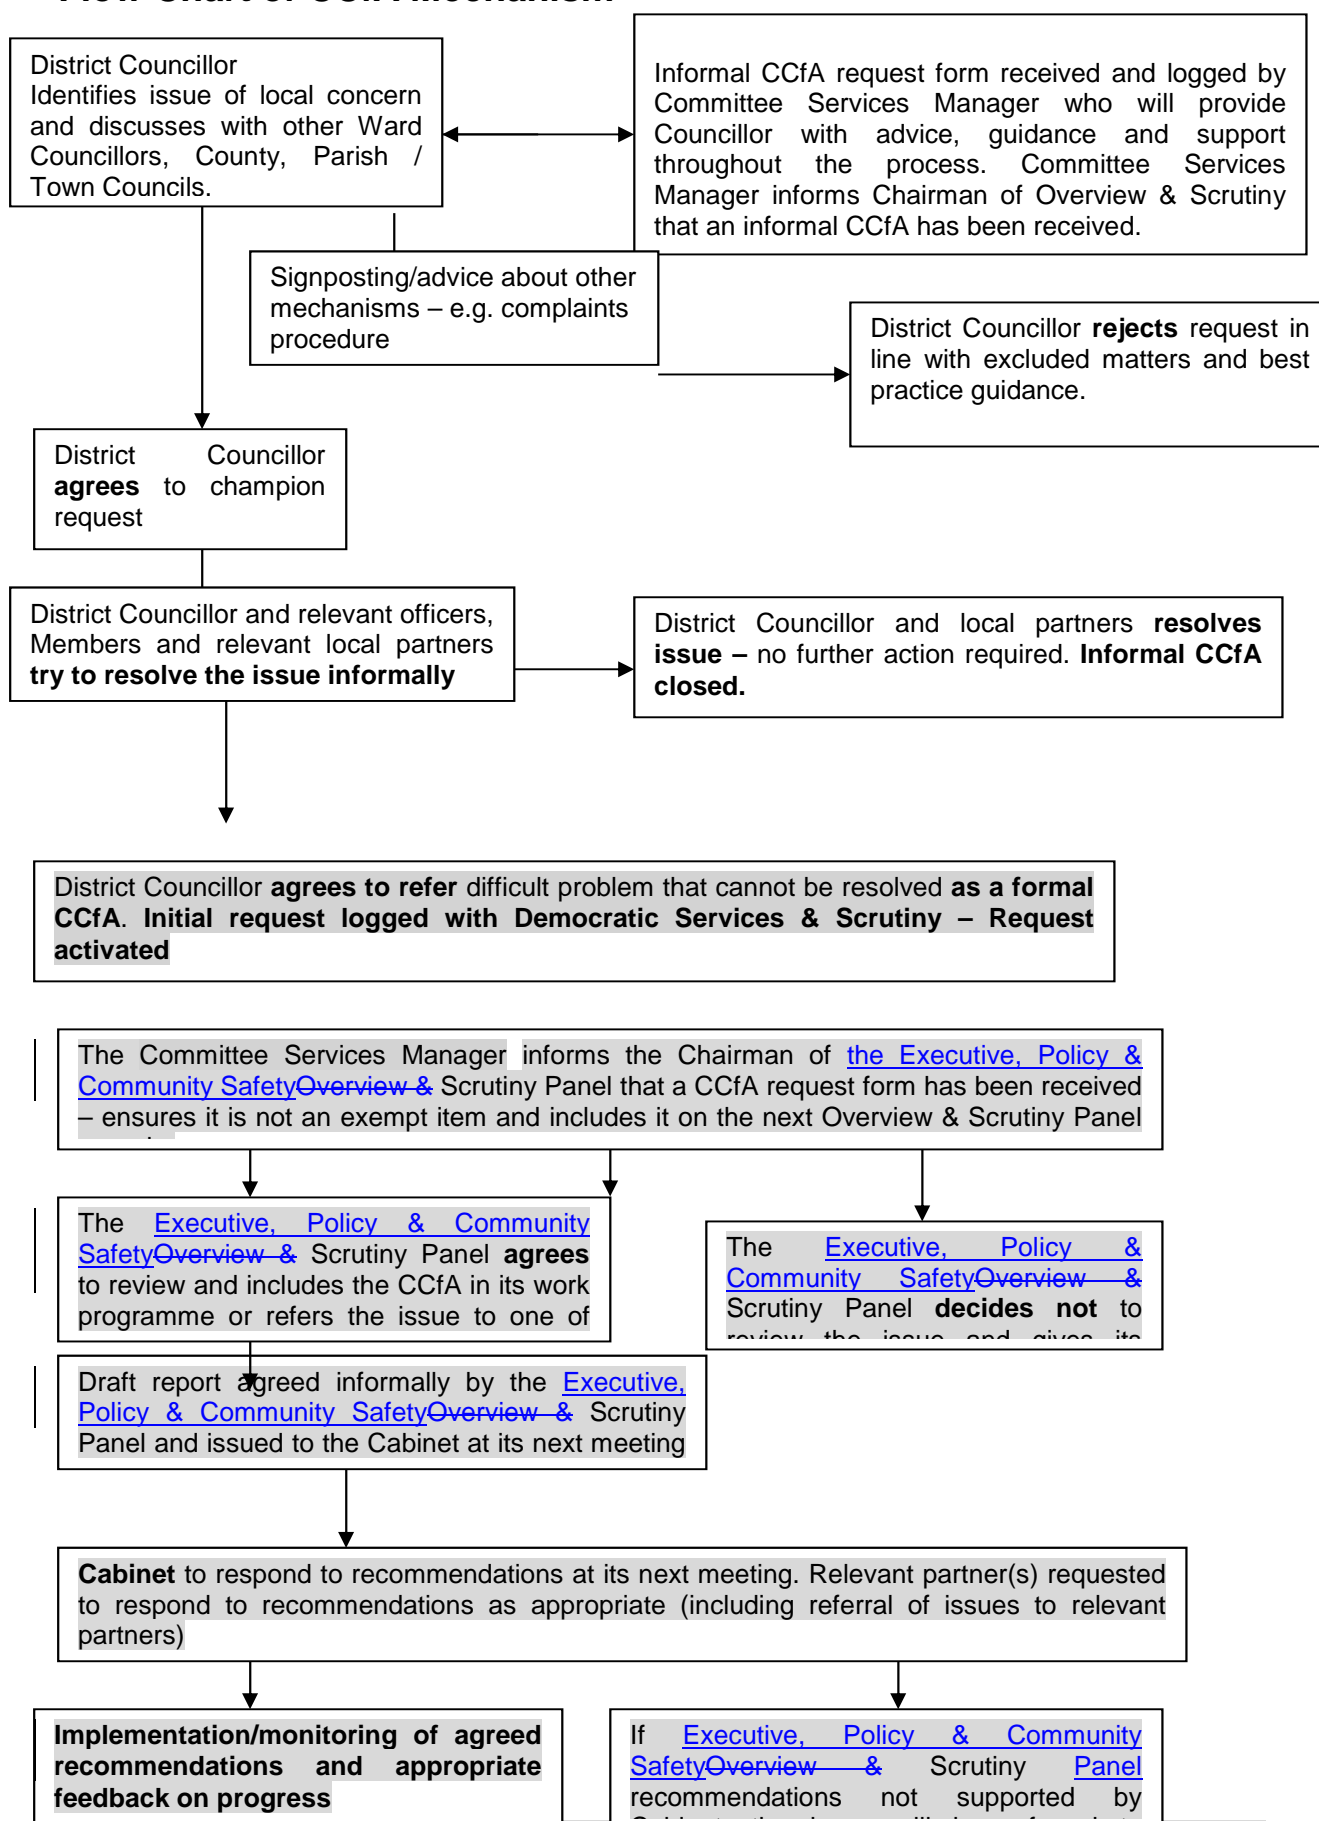 District Councillor
Identifies issue of local concern
and discusses with other Ward
Councillors, County, Parish /
Town Councils.
Informal CCfA request form received and logged by
Committee Services Manager who will provide
Councillor with advice, guidance and support
throughout the process. Committee Services
Manager informs Chairman of Overview & Scrutiny
that an informal CCfA has been received.
Signposting/advice about other
mechanisms – e.g. complaints
procedure
District Councillor rejects request in
line with excluded matters and best
practice guidance.
District Councillor
agrees to champion
request
District Councillor and relevant officers,
Members and relevant local partners
try to resolve the issue informally
District Councillor and local partners resolves
issue – no further action required. Informal CCfA
closed.
District Councillor agrees to refer difficult problem that cannot be resolved as a formal
CCfA. Initial request logged with Democratic Services & Scrutiny – Request
activated
The Committee Services Manager informs the Chairman of the Executive, Policy &
Community SafetyOverview & Scrutiny Panel that a CCfA request form has been received
– ensures it is not an exempt item and includes it on the next Overview & Scrutiny Panel
The Executive, Policy & Community
SafetyOverview & Scrutiny Panel agrees
to review and includes the CCfA in its work
programme or refers the issue to one of
The Executive, Policy &
Community SafetyOverview &
Scrutiny Panel decides not to
review the issue and gives its
Draft report agreed informally by the Executive,
Policy & Community SafetyOverview & Scrutiny
Panel and issued to the Cabinet at its next meeting
Cabinet to respond to recommendations at its next meeting. Relevant partner(s) requested
to respond to recommendations as appropriate (including referral of issues to relevant
partners)
Implementation/monitoring of agreed
recommendations and appropriate
feedback on progress
If Executive, Policy & Community
SafetyOverview & Scrutiny Panel
recommendations not supported by